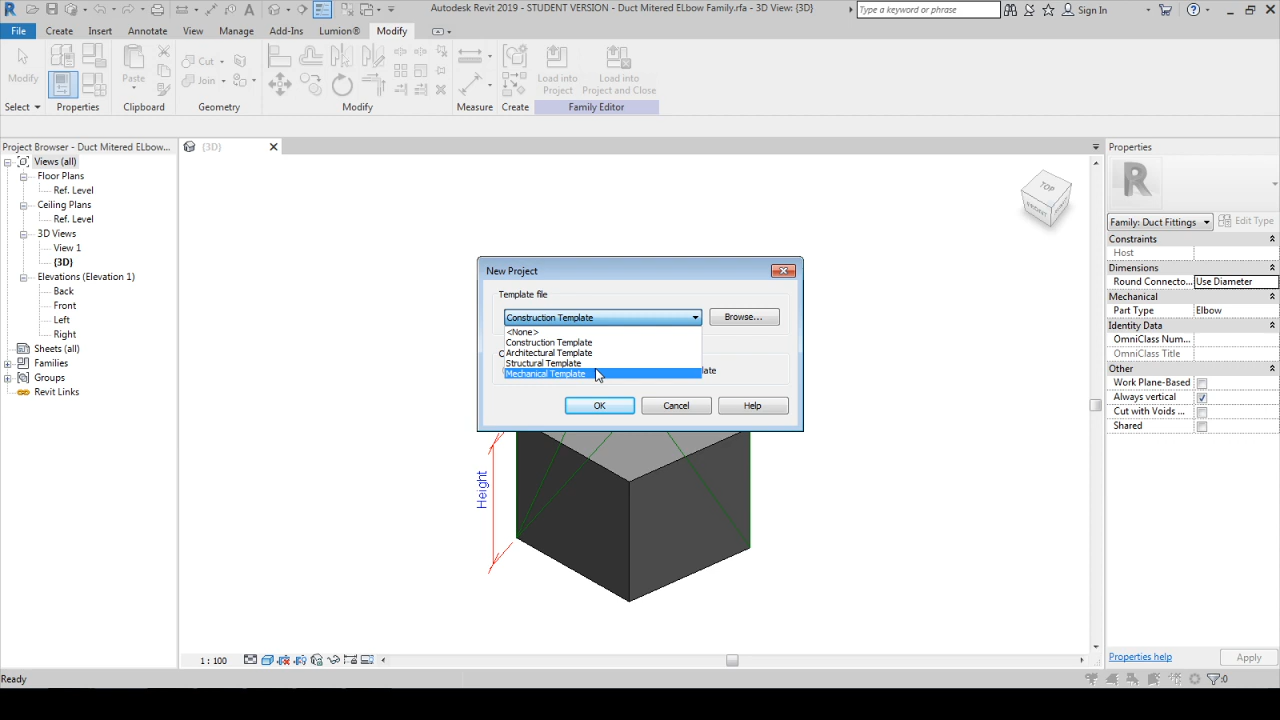 Autodesk Revit 2019 - STUDENT VERSION - Duct Mitered ELbow Family.rfa - 3D View: {3D}
Type a keyword or phrase
Sign In
File Create Insert Annotate View Manage Add-Ins Lumion® Modify
Modify
Paste
Cut
Join
Load into Project
Load into Project and Close
Select Properties Clipboard Geometry Modify Measure Create Family Editor
Project Browser - Duct Mitered ELbow...
Views (all)
Floor Plans
Ref. Level
Ceiling Plans
Ref. Level
3D Views
View 1
{3D}
Elevations (Elevation 1)
Back
Front
Left
Right
Sheets (all)
Families
Groups
Revit Links
{3D}
TOP
FRONT
New Project
Template file
Construction Template
Browse...
<None>
Construction Template
Architectural Template
Structural Template
Mechanical Template
OK Cancel Help
Height
1 : 100
Properties
R
Family: Duct Fittings
Edit Type
Constraints
Host
Dimensions
Round Connecto... Use Diameter
Mechanical
Part Type Elbow
Identity Data
OmniClass Num...
OmniClass Title
Other
Work Plane-Based
Always vertical
Cut with Voids ...
Shared
Properties help
Apply
Ready
:0